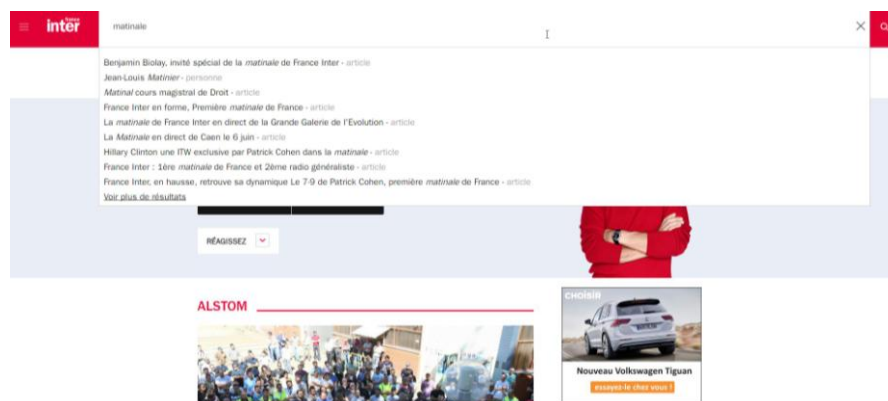 france
inter
matinale
Benjamin Biolay, invité spécial de la matinale de France Inter - article
Jean-Louis Matinier - personne
Matinal cours magistral de Droit - article
France Inter en forme, Première matinale de France - article
La matinale de France Inter en direct de la Grande Galerie de l'Evolution - article
La Matinale en direct de Caen le 6 juin - article
Hillary Clinton une ITW exclusive par Patrick Cohen dans la matinale - article
France Inter : 1ère matinale de France et 2ème radio généraliste - article
France Inter, en hausse, retrouve sa dynamique Le 7-9 de Patrick Cohen, première matinale de France - article
Voir plus de résultats
RÉAGISSEZ
ALSTOM
CHOISIR
Nouveau Volkswagen Tiguan
essayez-le chez vous !